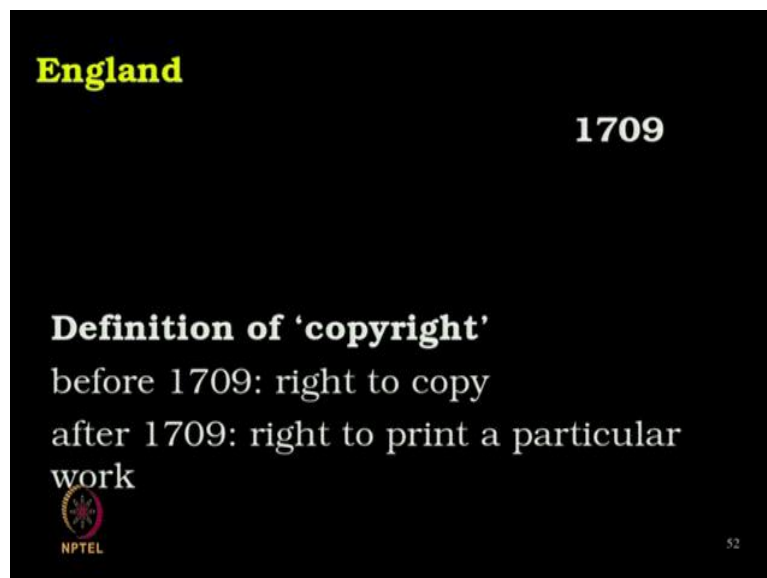 England
1709
Definition of ‘copyright’
before 1709: right to copy
after 1709: right to print a particular
work
NPTEL
52